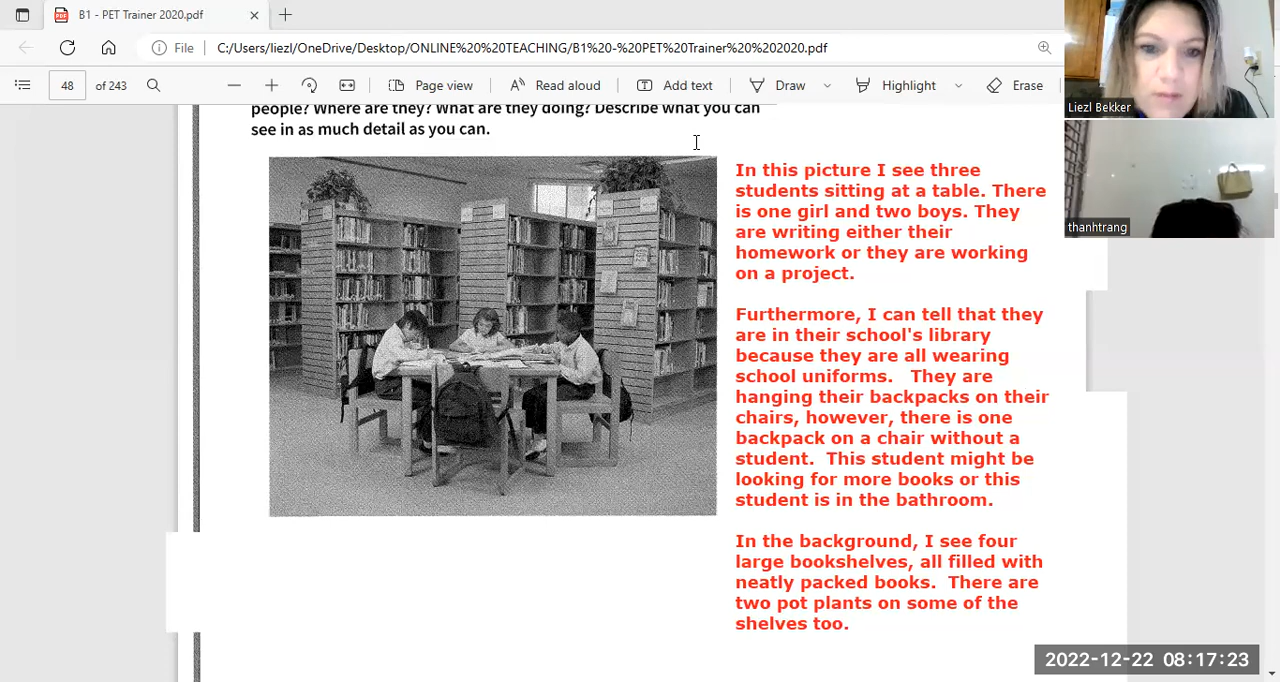 B1 - PET Trainer 2020.pdf
File
C:/Users/liezl/OneDrive/Desktop/ONLINE%20%20TEACHING/B1%20-%20PET%20Trainer%20%202020.pdf
48 of 243
Page view
Read aloud
Add text
Draw
Highlight
Erase
Liezl Bekker
thanhtrang
people? Where are they? What are they doing? Describe what you can
see in as much detail as you can.
In this picture I see three
students sitting at a table. There
is one girl and two boys. They
are writing either their
homework or they are working
on a project.
Furthermore, I can tell that they
are in their school's library
because they are all wearing
school uniforms.   They are
hanging their backpacks on their
chairs, however, there is one
backpack on a chair without a
student.  This student might be
looking for more books or this
student is in the bathroom.
In the background, I see four
large bookshelves, all filled with
neatly packed books.  There are
two pot plants on some of the
shelves too.
2022-12-22 08:17:23